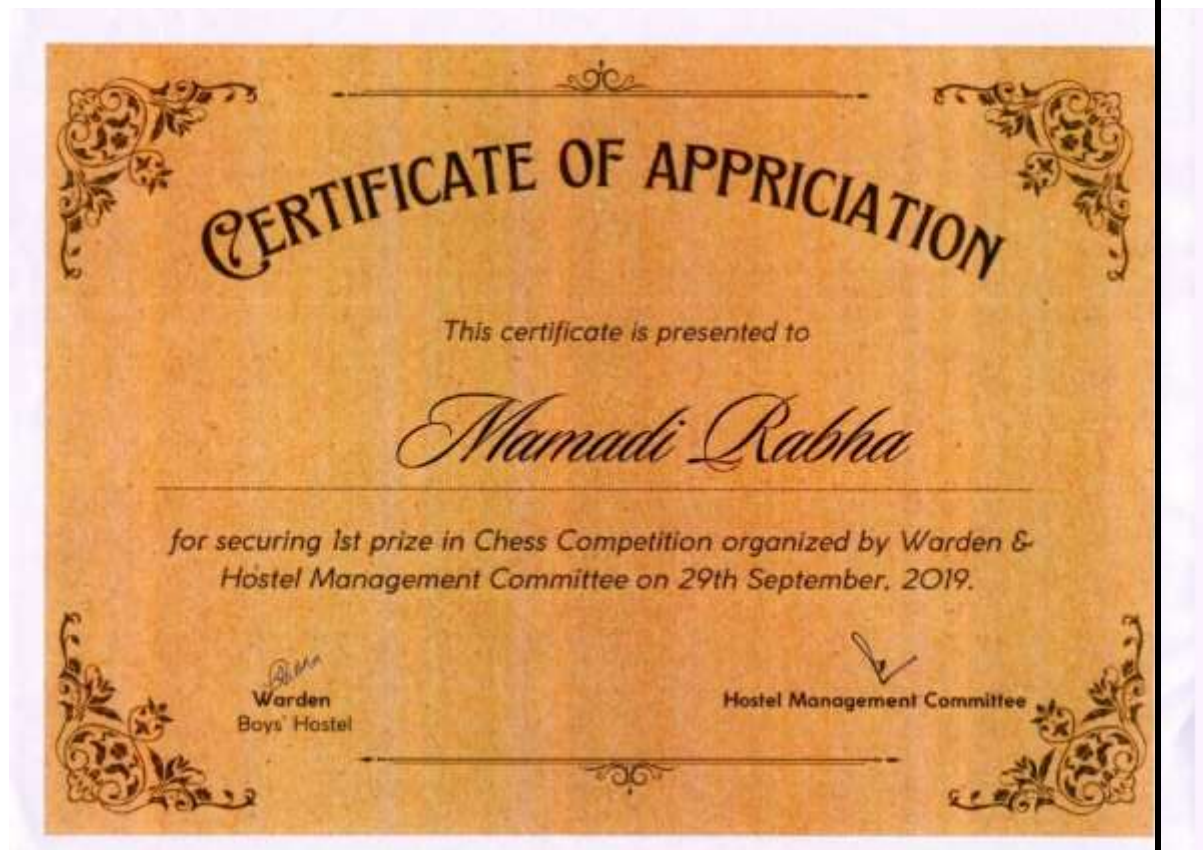 CERTIFICATE OF APPRICIATION
This certificate is presented to
Mamadi Rabha
for securing 1st prize in Chess Competition organized by Warden &
Hostel Management Committee on 29th September, 2019.
Warden
Boys' Hostel
Hostel Management Committee